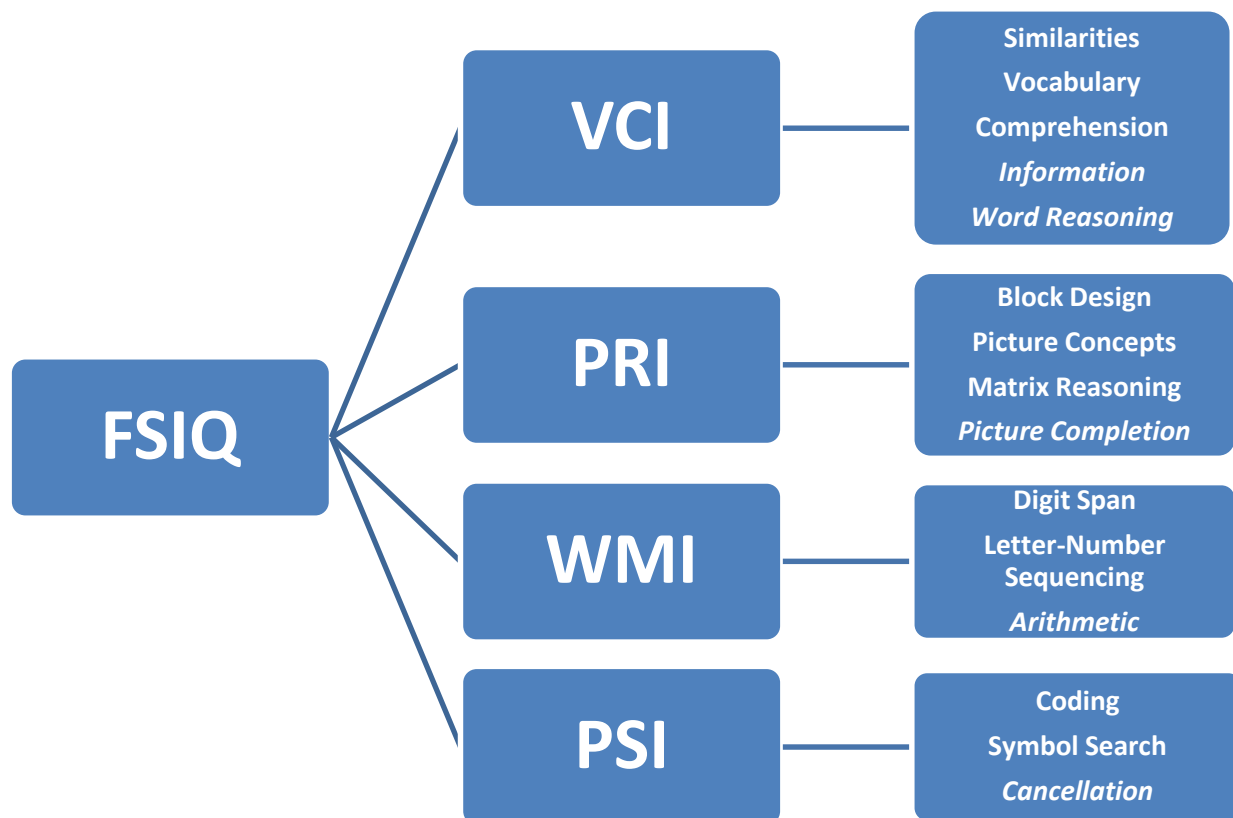 FSIQ
VCI
Similarities
Vocabulary
Comprehension
Information
Word Reasoning
PRI
Block Design
Picture Concepts
Matrix Reasoning
Picture Completion
WMI
Digit Span
Letter-Number
Sequencing
Arithmetic
PSI
Coding
Symbol Search
Cancellation